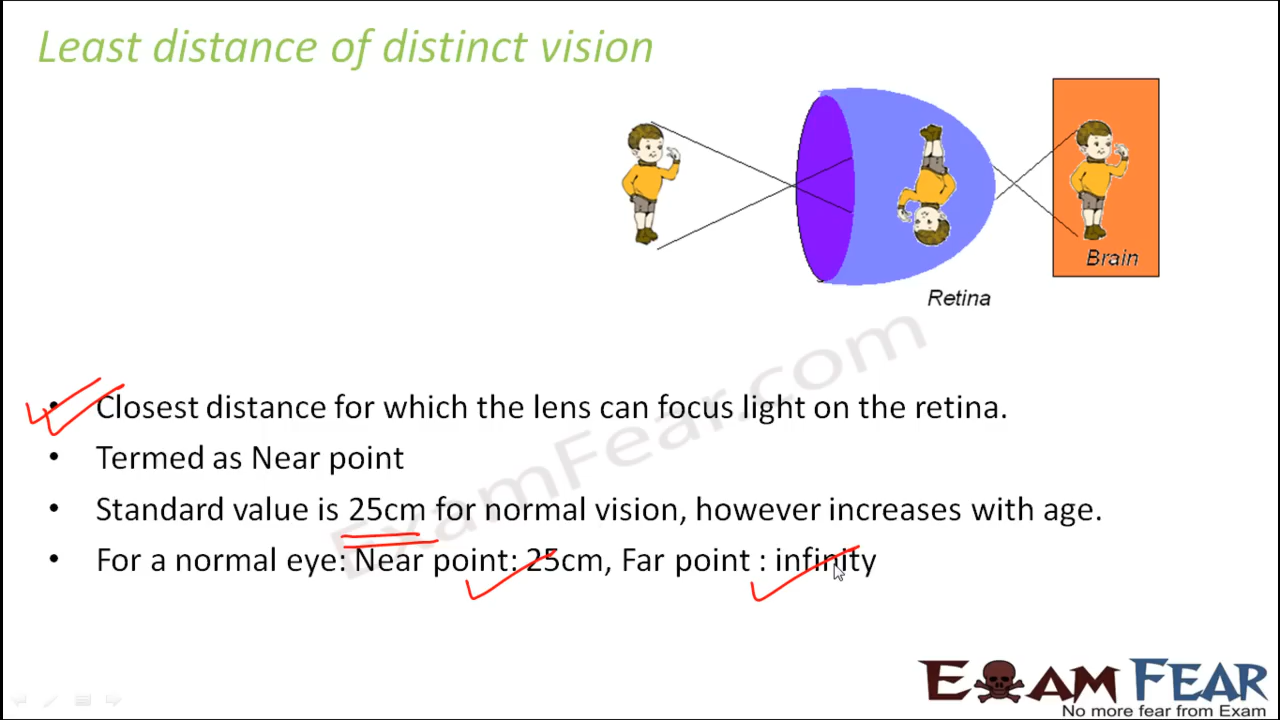 Least distance of distinct vision
Brain
Retina
• Closest distance for which the lens can focus light on the retina.
• Termed as Near point
• Standard value is 25cm for normal vision, however increases with age.
• For a normal eye: Near point: 25cm, Far point : infinity
ExamFear.com
EXAM FEAR
No more fear from Exam